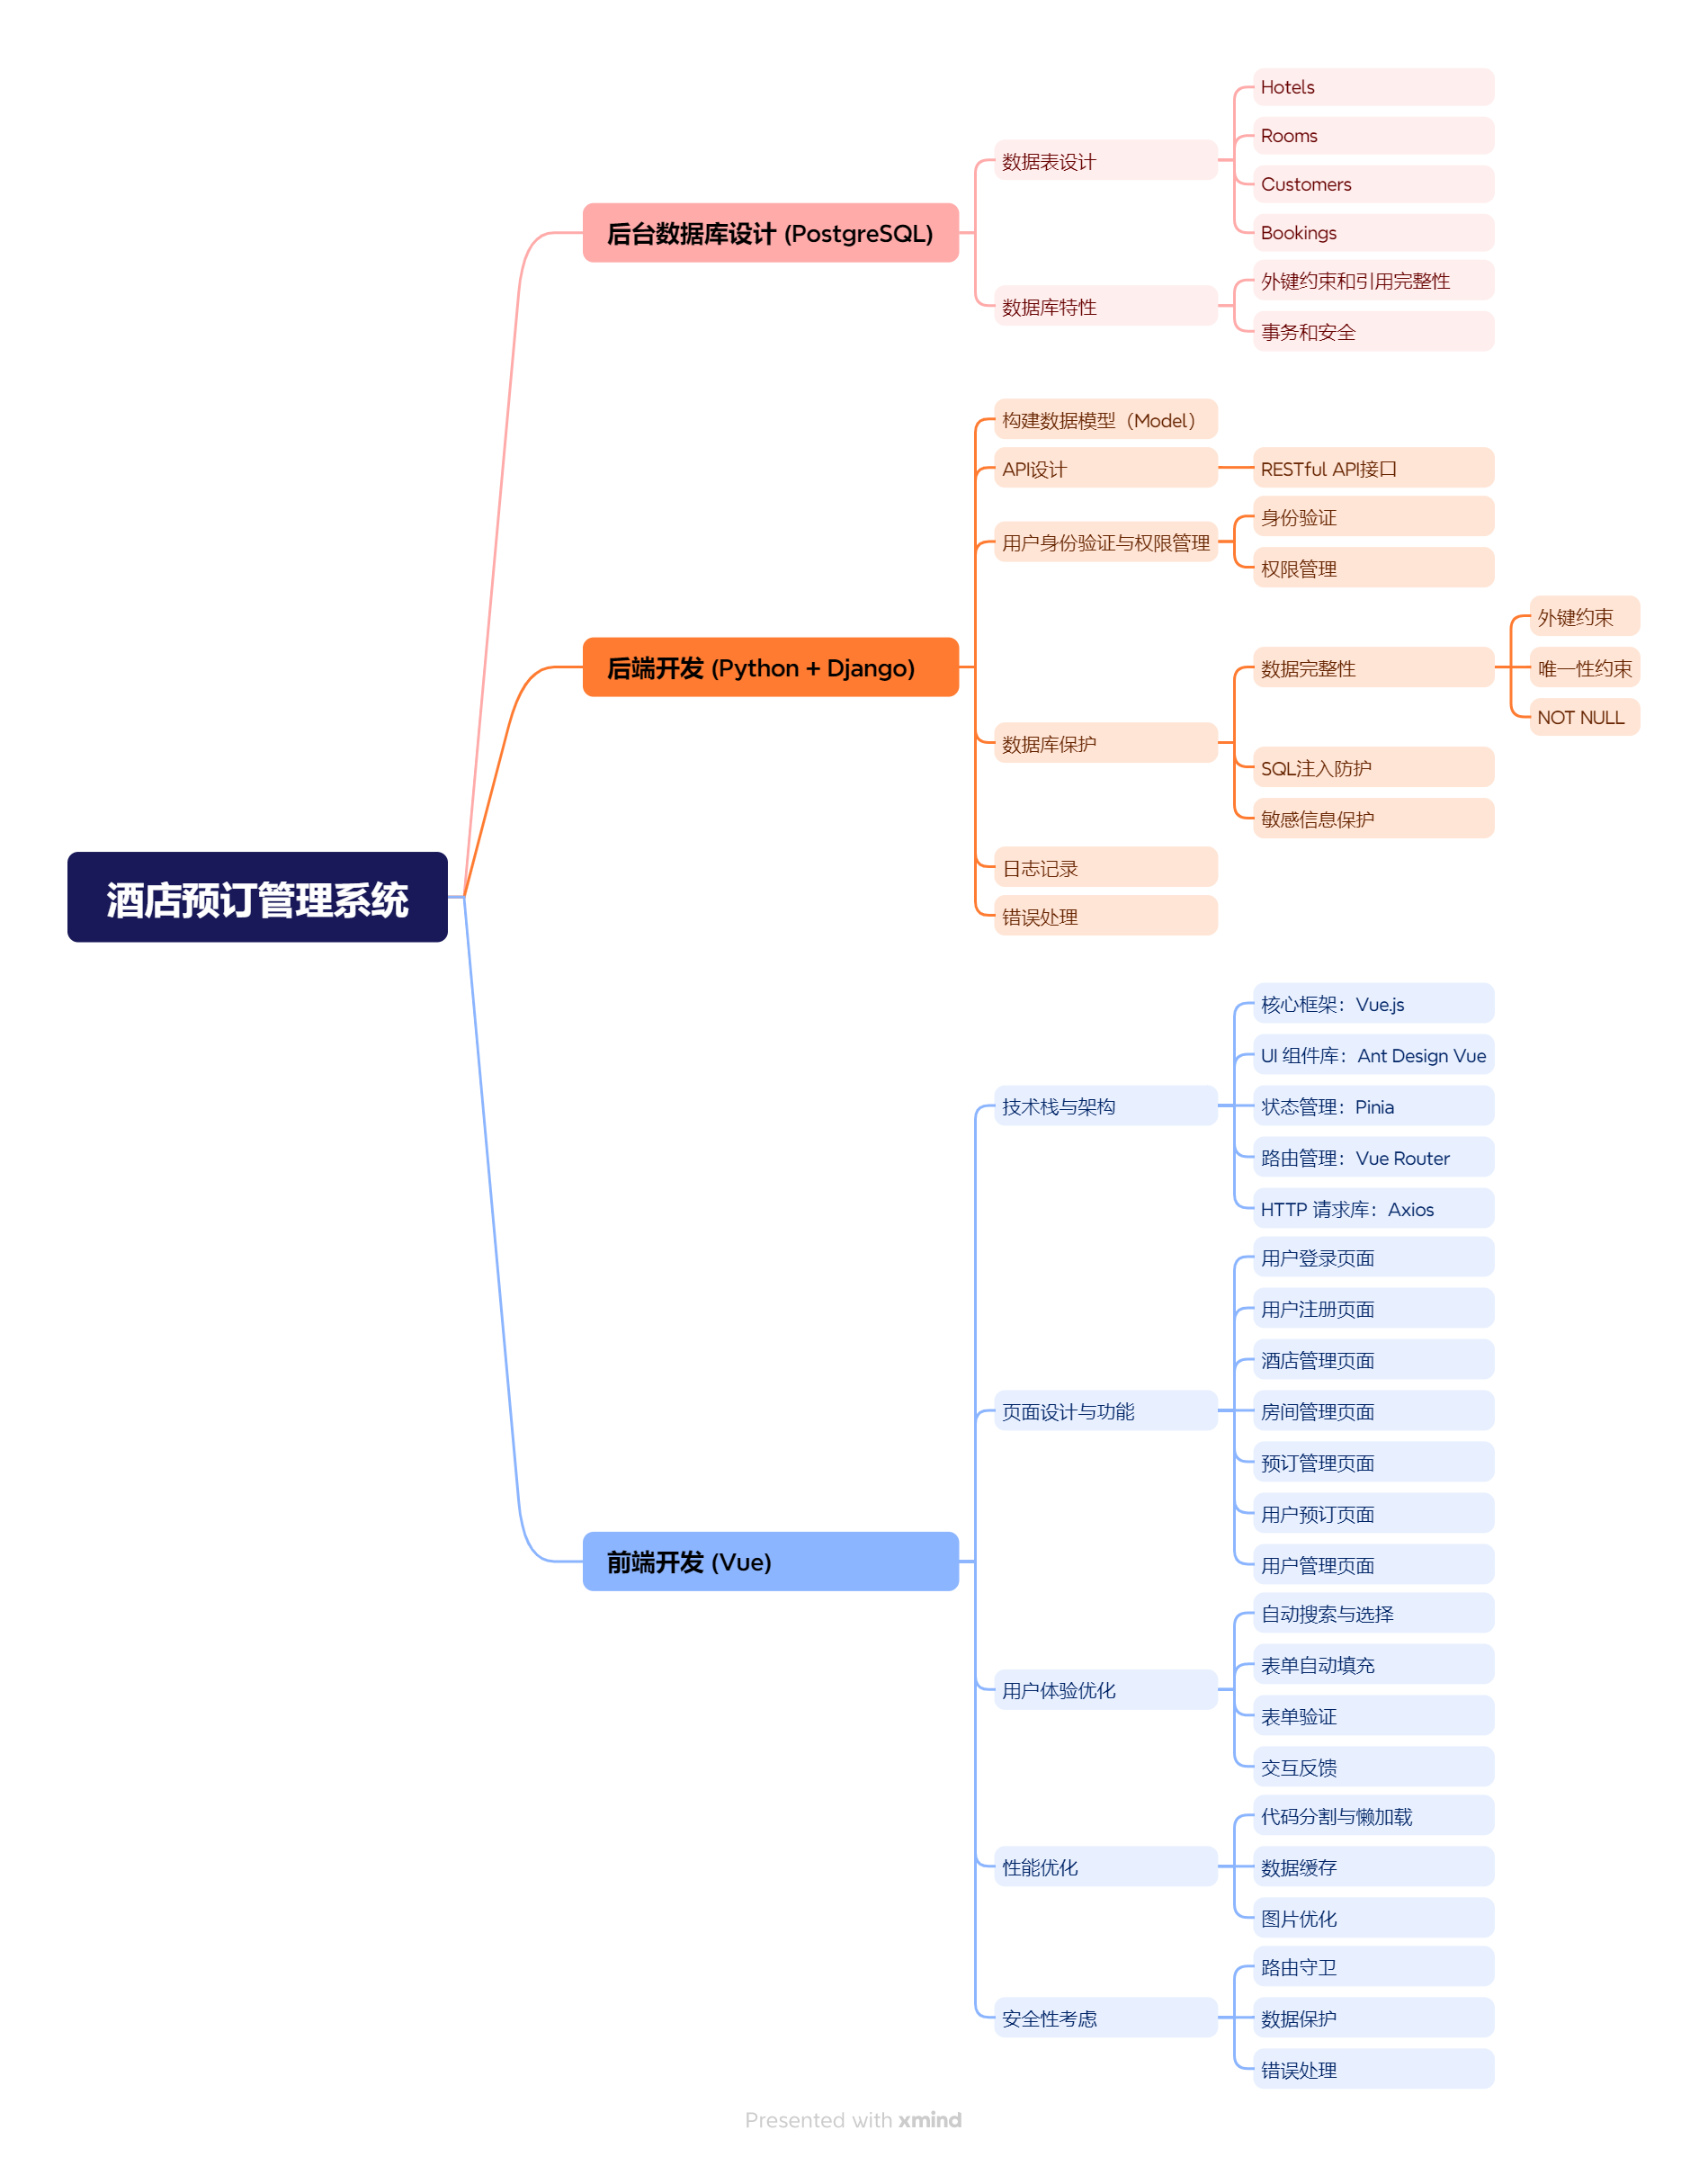 酒店预订管理系统
后台数据库设计 (PostgreSQL)
数据表设计
Hotels
Rooms
Customers
Bookings
数据库特性
外键约束和引用完整性
事务和安全
后端开发 (Python + Django)
构建数据模型（Model）
API设计
RESTful API接口
用户身份验证与权限管理
身份验证
权限管理
数据库保护
数据完整性
外键约束
唯一性约束
NOT NULL
SQL注入防护
敏感信息保护
日志记录
错误处理
前端开发 (Vue)
技术栈与架构
核心框架：Vue.js
UI 组件库：Ant Design Vue
状态管理：Pinia
路由管理：Vue Router
HTTP 请求库：Axios
页面设计与功能
用户登录页面
用户注册页面
酒店管理页面
房间管理页面
预订管理页面
用户预订页面
用户管理页面
用户体验优化
自动搜索与选择
表单自动填充
表单验证
交互反馈
性能优化
代码分割与懒加载
数据缓存
图片优化
安全性考虑
路由守卫
数据保护
错误处理
Presented with xmind